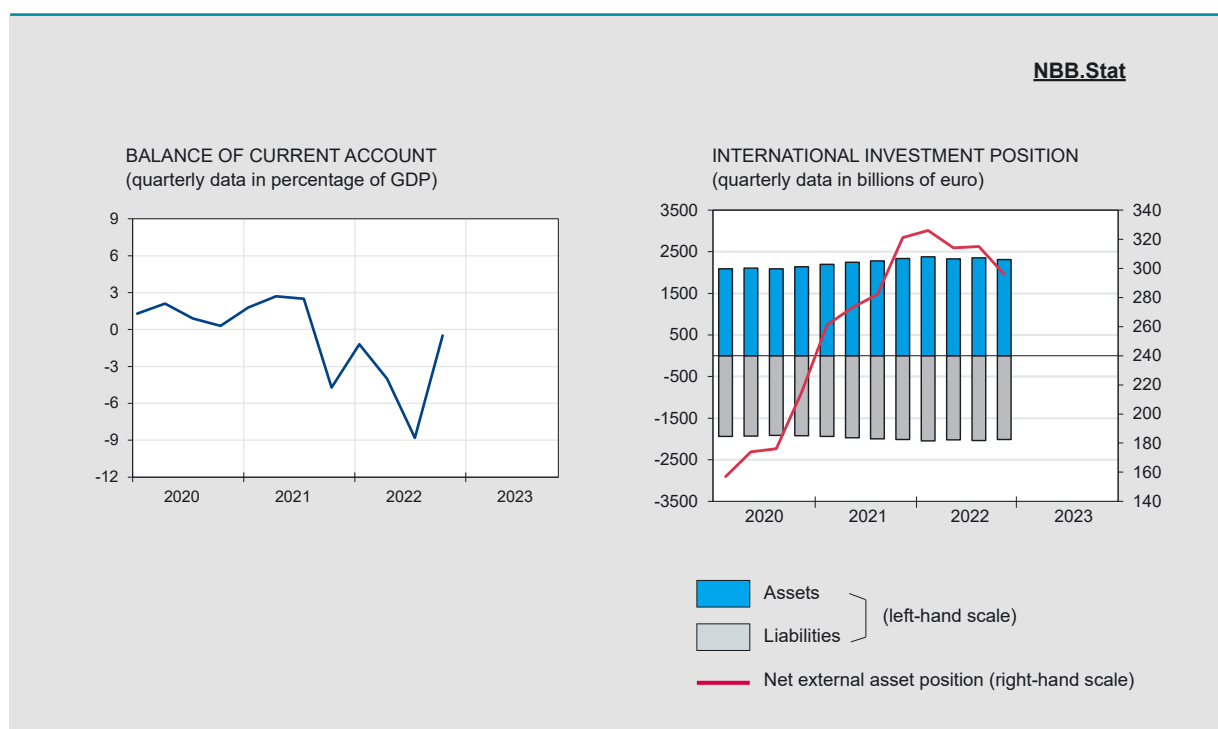 NBB.Stat
BALANCE OF CURRENT ACCOUNT
(quarterly data in percentage of GDP)
9
6
3
0
-3
-6
-9
-12
2020 2021 2022 2023
INTERNATIONAL INVESTMENT POSITION
(quarterly data in billions of euro)
3500
2500
1500
500
-500
-1500
-2500
-3500
340
320
300
280
260
240
220
200
180
160
140
2020 2021 2022 2023
Assets
(left-hand scale)
Liabilities
Net external asset position (right-hand scale)